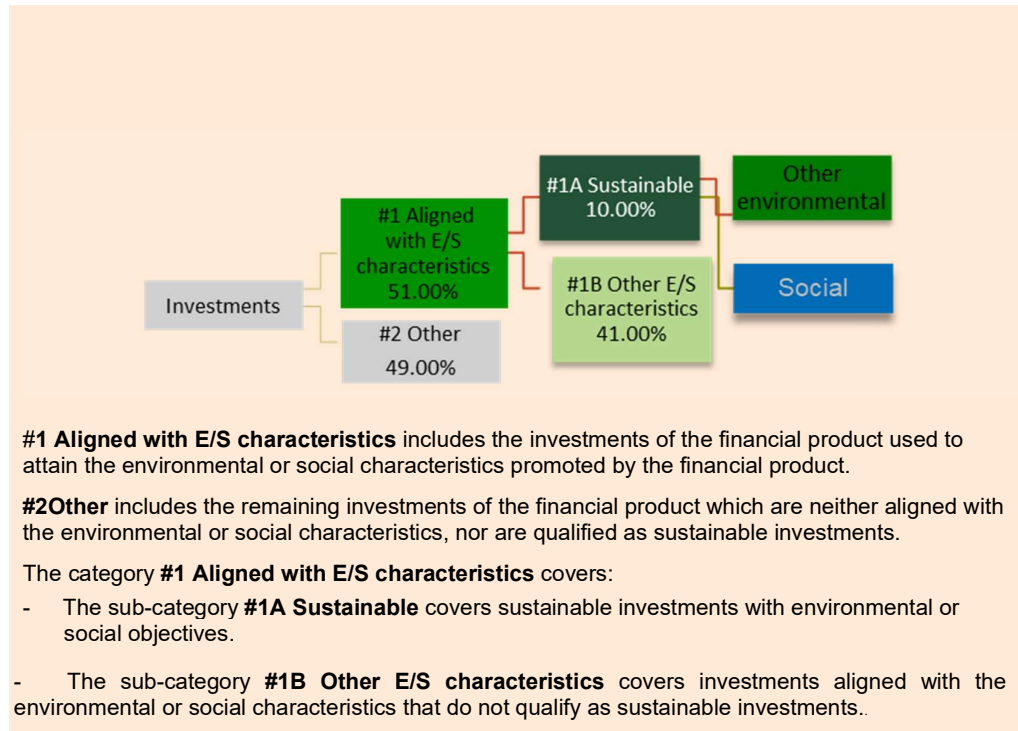 Investments
#1 Aligned
with E/S
characteristics
51.00%
#2 Other
49.00%
#1A Sustainable
10.00%
#1B Other E/S
characteristics
41.00%
Other
environmental
Social
#1 Aligned with E/S characteristics includes the investments of the financial product used to
attain the environmental or social characteristics promoted by the financial product.
#2Other includes the remaining investments of the financial product which are neither aligned with
the environmental or social characteristics, nor are qualified as sustainable investments.
The category #1 Aligned with E/S characteristics covers:
- The sub-category #1A Sustainable covers sustainable investments with environmental or
social objectives.
- The sub-category #1B Other E/S characteristics covers investments aligned with the
environmental or social characteristics that do not qualify as sustainable investments..